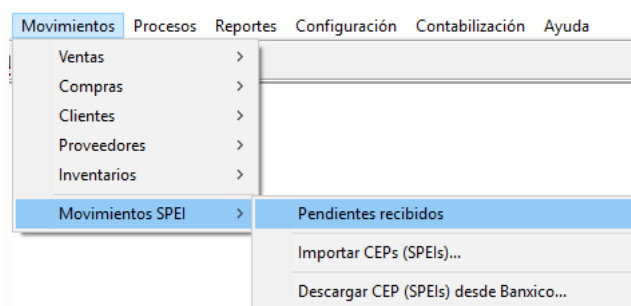 Movimientos Procesos Reportes Configuración Contabilización Ayuda
Ventas
Compras
Clientes
Proveedores
Inventarios
Movimientos SPEI Pendientes recibidos
Importar CEPs (SPEIs)...
Descargar CEP (SPEIs) desde Banxico...